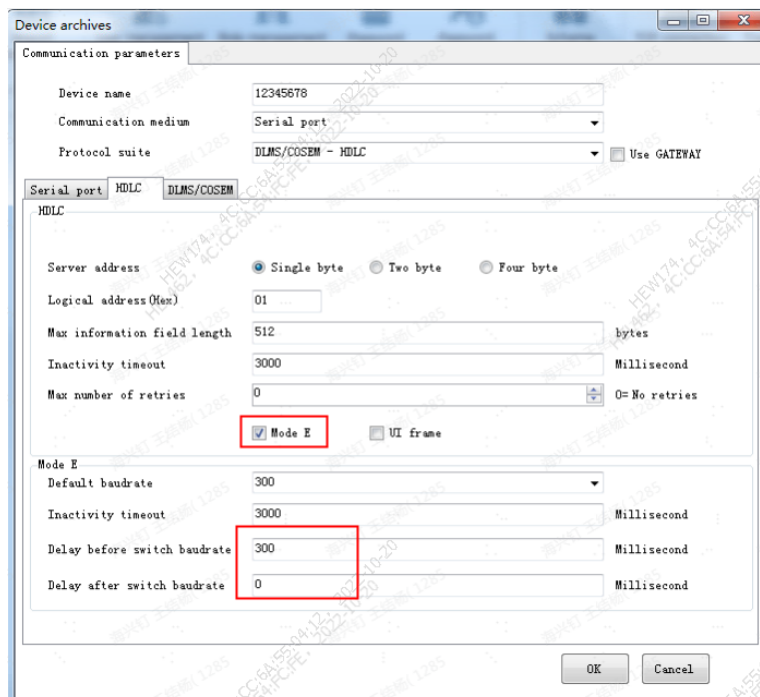 Device archives
Communication parameters
Device name 12345678
Communication medium Serial port
Protocol suite DLMS/COSEM - HDLC Use GATEWAY
Serial port HDLC DLMS/COSEM
HDLC
Server address Single byte Two byte Four byte
Logical address(Hex) 01
Max information field length 512 bytes
Inactivity timeout 3000 Millisecond
Max number of retries 0 0=No retries
Mode E UI frame
Mode E
Default baudrate 300
Inactivity timeout 3000 Millisecond
Delay before switch baudrate 300 Millisecond
Delay after switch baudrate 0 Millisecond
OK Cancel